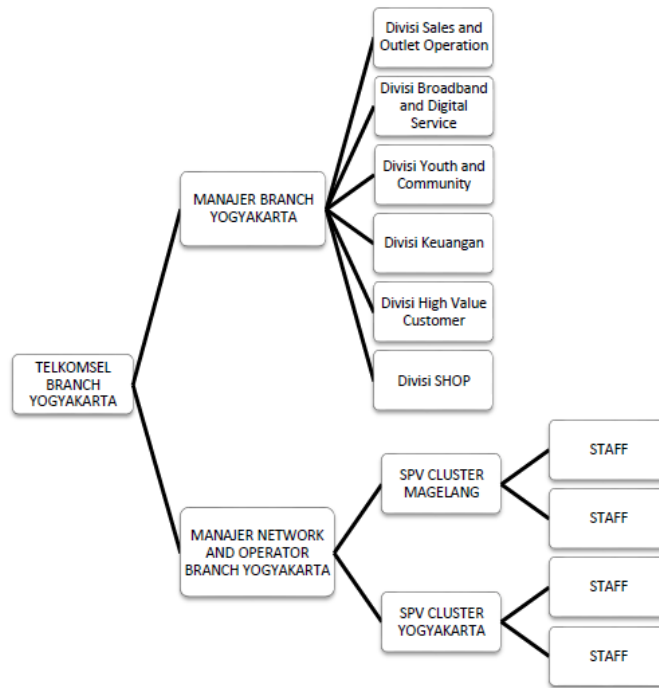 Divisi Sales and
Outlet Operation
Divisi Broadband
and Digital
Service
Divisi Youth and
Community
MANAJER BRANCH
YOGYAKARTA
Divisi Keuangan
Divisi High Value
Customer
Divisi SHOP
TELKOMSEL
BRANCH
YOGYAKARTA
MANAJER NETWORK
AND OPERATOR
BRANCH YOGYAKARTA
SPV CLUSTER
MAGELANG
STAFF
STAFF
SPV CLUSTER
YOGYAKARTA
STAFF
STAFF